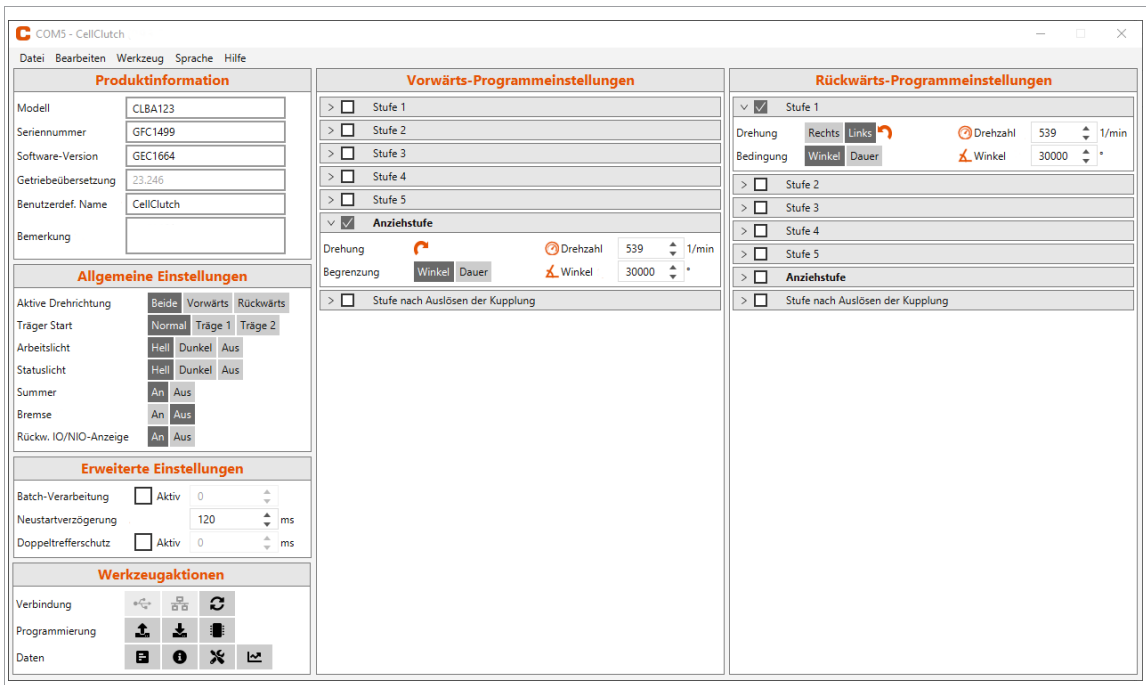 COM5 - CellClutch
Datei Bearbeiten Werkzeug Sprache Hilfe
Produktinformation
Modell CLBA123
Seriennummer GFC1499
Software-Version GEC1664
Getriebeübersetzung 23.246
Benutzerdef. Name CellClutch
Bemerkung
Allgemeine Einstellungen
Aktive Drehrichtung Beide Vorwärts Rückwärts
Träger Start Normal Träge 1 Träge 2
Arbeitslicht Hell Dunkel Aus
Statuslicht Hell Dunkel Aus
Summer An Aus
Bremse An Aus
Rückw. IO/NIO-Anzeige An Aus
Erweiterte Einstellungen
Batch-Verarbeitung Aktiv 0
Neustartverzögerung 120 ms
Doppeltrefferschutz Aktiv 0 ms
Werkzeugaktionen
Verbindung
Programmierung
Daten
Vorwärts-Programmeinstellungen
Stufe 1
Stufe 2
Stufe 3
Stufe 4
Stufe 5
Anziehstufe
Drehung Drehzahl 539 1/min
Begrenzung Winkel Dauer Winkel 30000 °
Stufe nach Auslösen der Kupplung
Rückwärts-Programmeinstellungen
Stufe 1
Drehung Rechts Links Drehzahl 539 1/min
Bedingung Winkel Dauer Winkel 30000 °
Stufe 2
Stufe 3
Stufe 4
Stufe 5
Anziehstufe
Stufe nach Auslösen der Kupplung